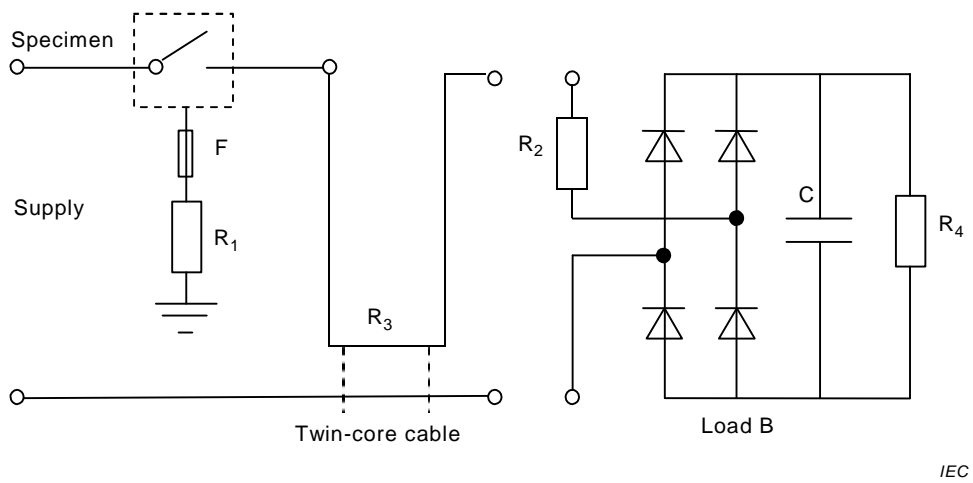 Specimen
F
Supply
R1
R3
Twin-core cable
R2
C
R4
Load B
IEC